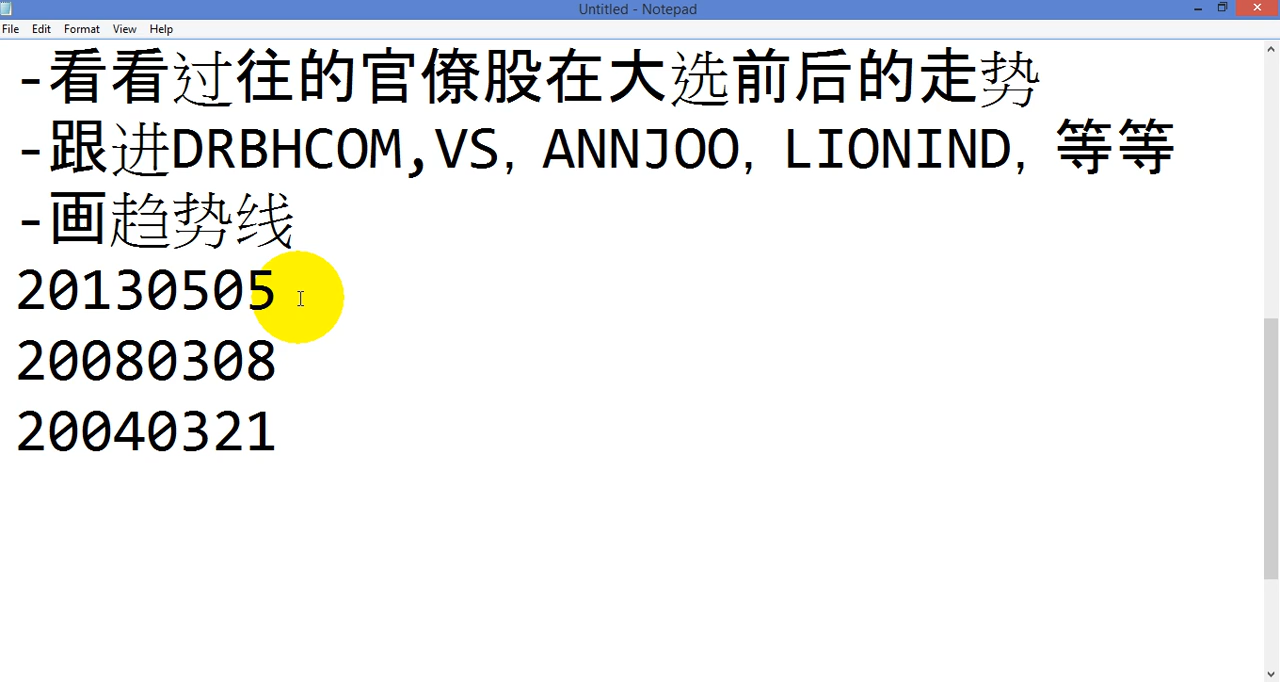 Untitled - Notepad
File Edit Format View Help
-看看过往的官僚股在大选前后的走势
-跟进DRBHCOM,VS, ANNJOO, LIONIND, 等等
-画趋势线
20130505
20080308
20040321